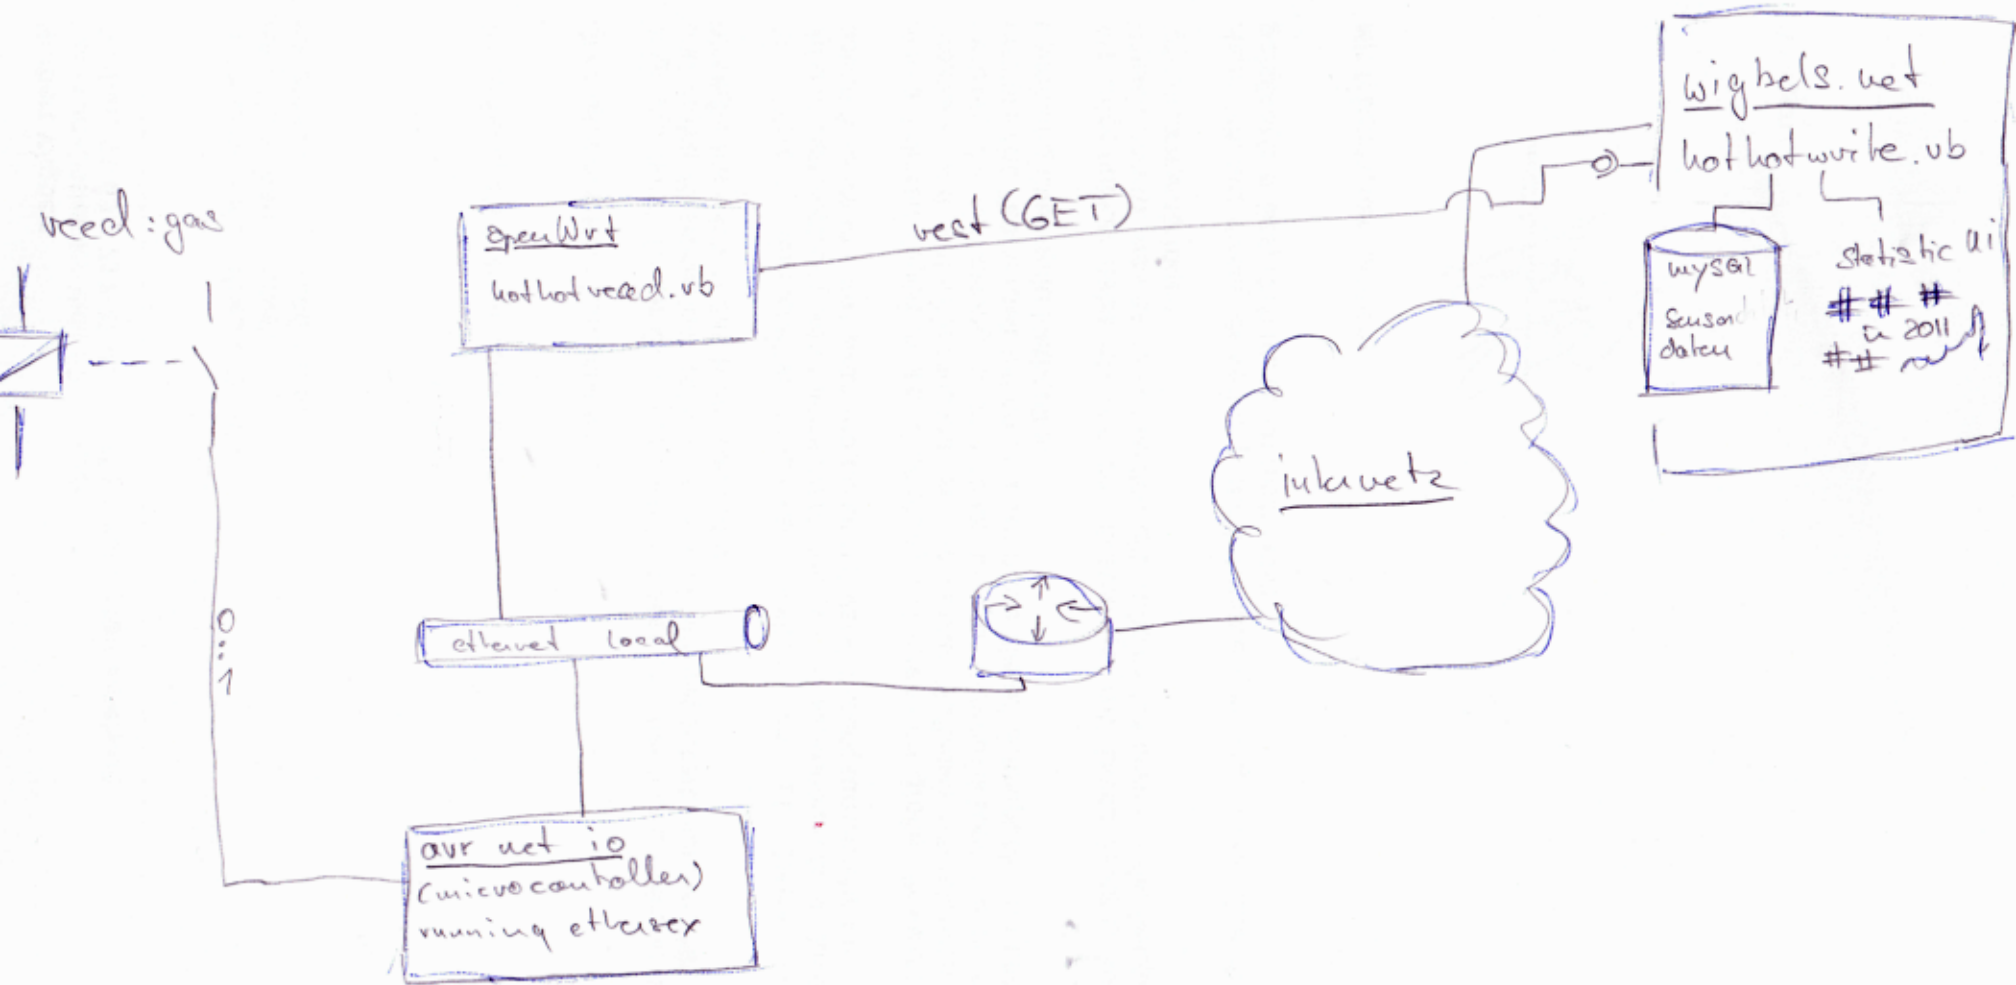 reed:gas
openWrt
hothotread.rb
rest (GET)
wigbels.net
hothotwrite.rb
mySQl
Sensor
daten
Statistic ui
# # #
in 2011
# #
internetz
0:1
ethernet local
avr net io
(microcontroller)
running ethersex